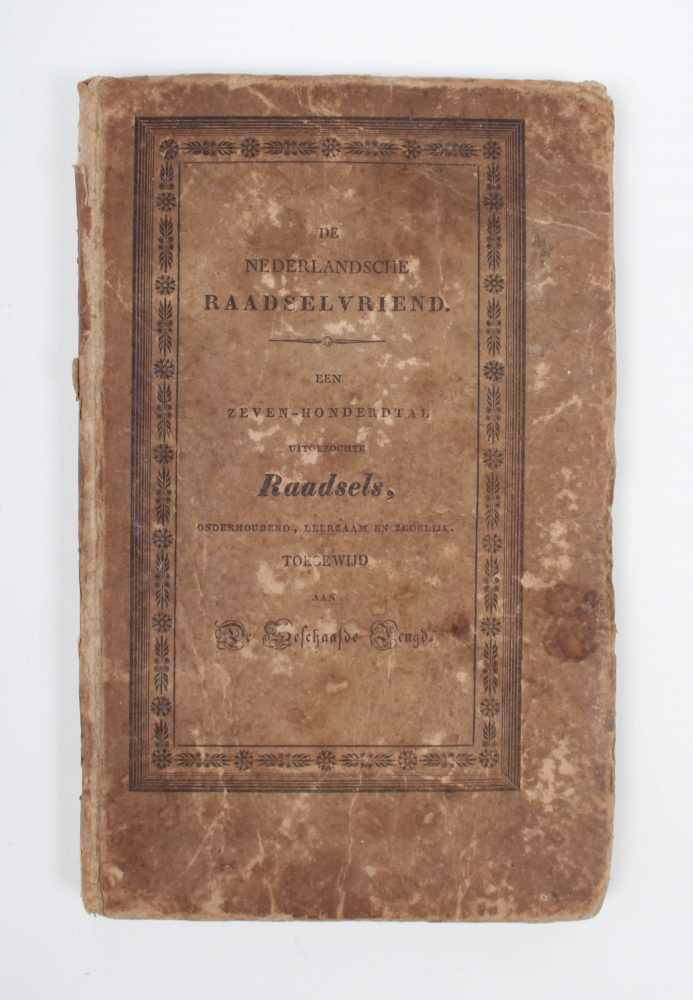 DE
NEDERLANDSCHE
RAADSELVRIEND.
EEN
ZEVEN-HONDERDTAL
UITGEZOCHTE
Raadsels,
ONDERHOUDEND, LEERZAAM EN ZEDELIJK.
TOEGEWIJD
AAN
De Beschaafde Jeugd.